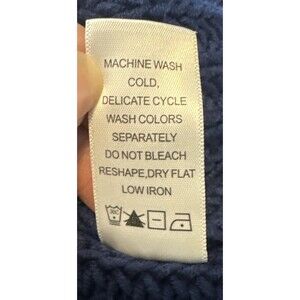 MACHINE WASH
COLD,
DELICATE CYCLE
WASH COLORS
SEPARATELY
DO NOT BLEACH
RESHAPE,DRY FLAT
LOW IRON